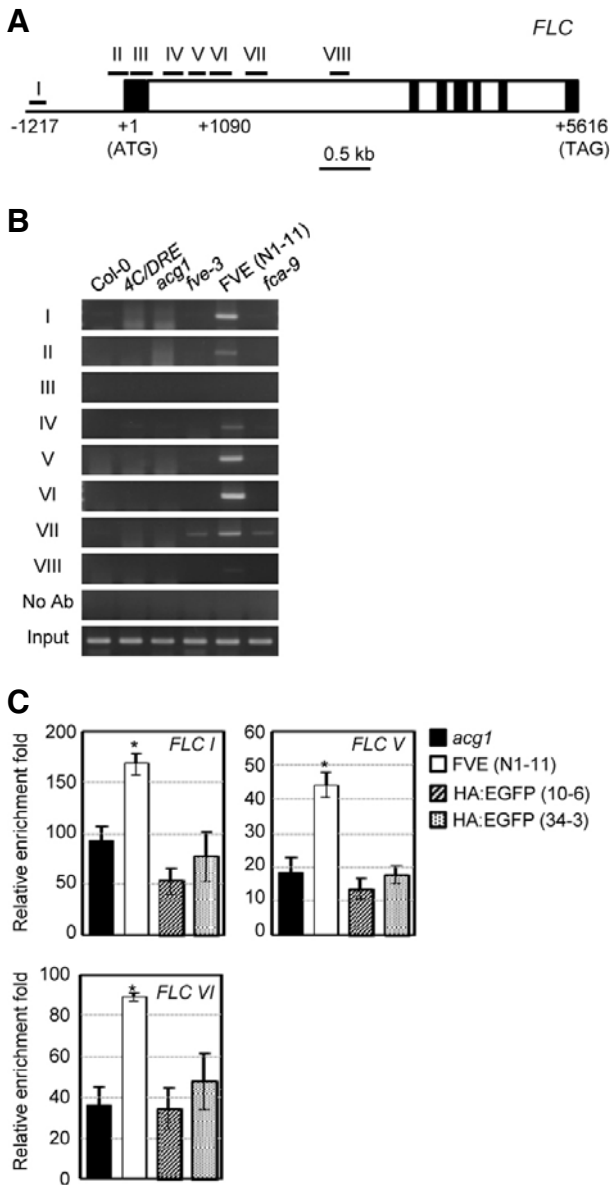 A
FLC
II III IV V VI VII VIII
I
-1217 +1 +1090 +5616
(ATG) (TAG)
0.5 kb
B
Col-0 4C/DRE acg1 fve-3 FVE (N1-11) fca-9
I
II
III
IV
V
VI
VII
VIII
No Ab
Input
C
Relative enrichment fold
200
150
100
50
0
*
FLC I
Relative enrichment fold
60
50
40
30
20
10
0
*
FLC V
acg1
FVE (N1-11)
HA:EGFP (10-6)
HA:EGFP (34-3)
Relative enrichment fold
100
80
60
40
20
0
*
FLC VI